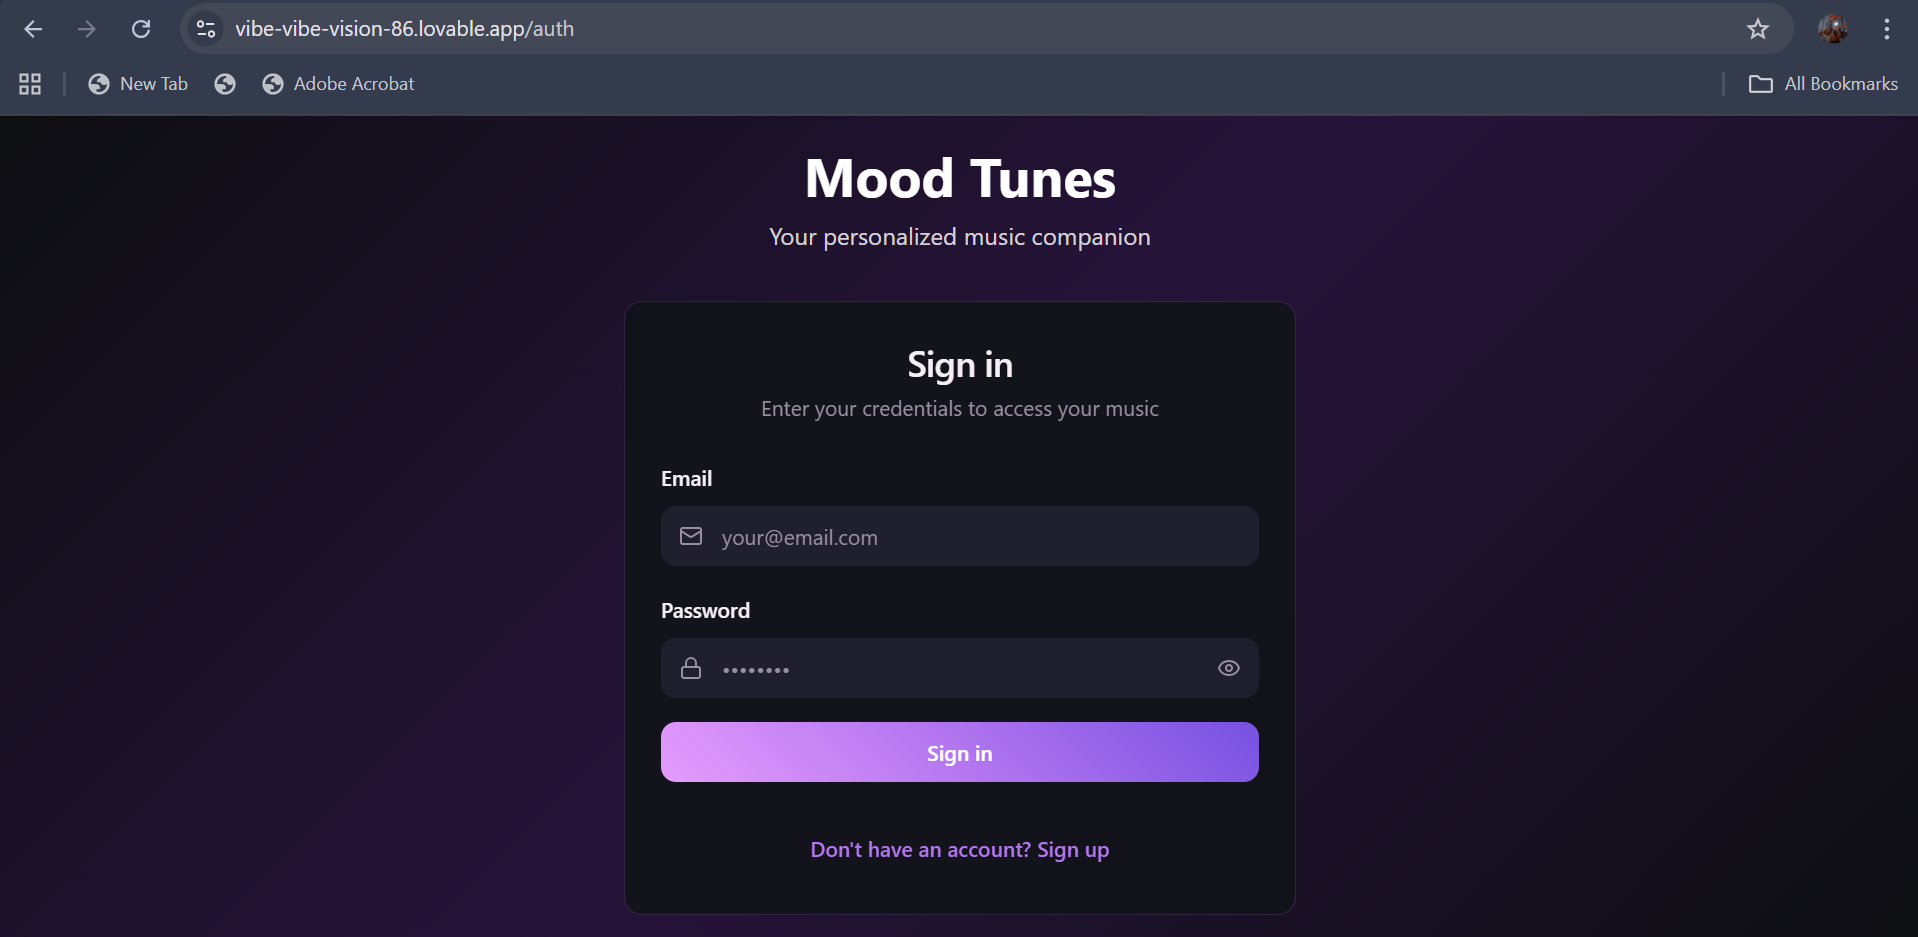 vibe-vibe-vision-86.lovable.app/auth
New Tab
Adobe Acrobat
All Bookmarks
Mood Tunes
Your personalized music companion
Sign in
Enter your credentials to access your music
Email
your@email.com
Password
••••••••
Sign in
Don't have an account? Sign up